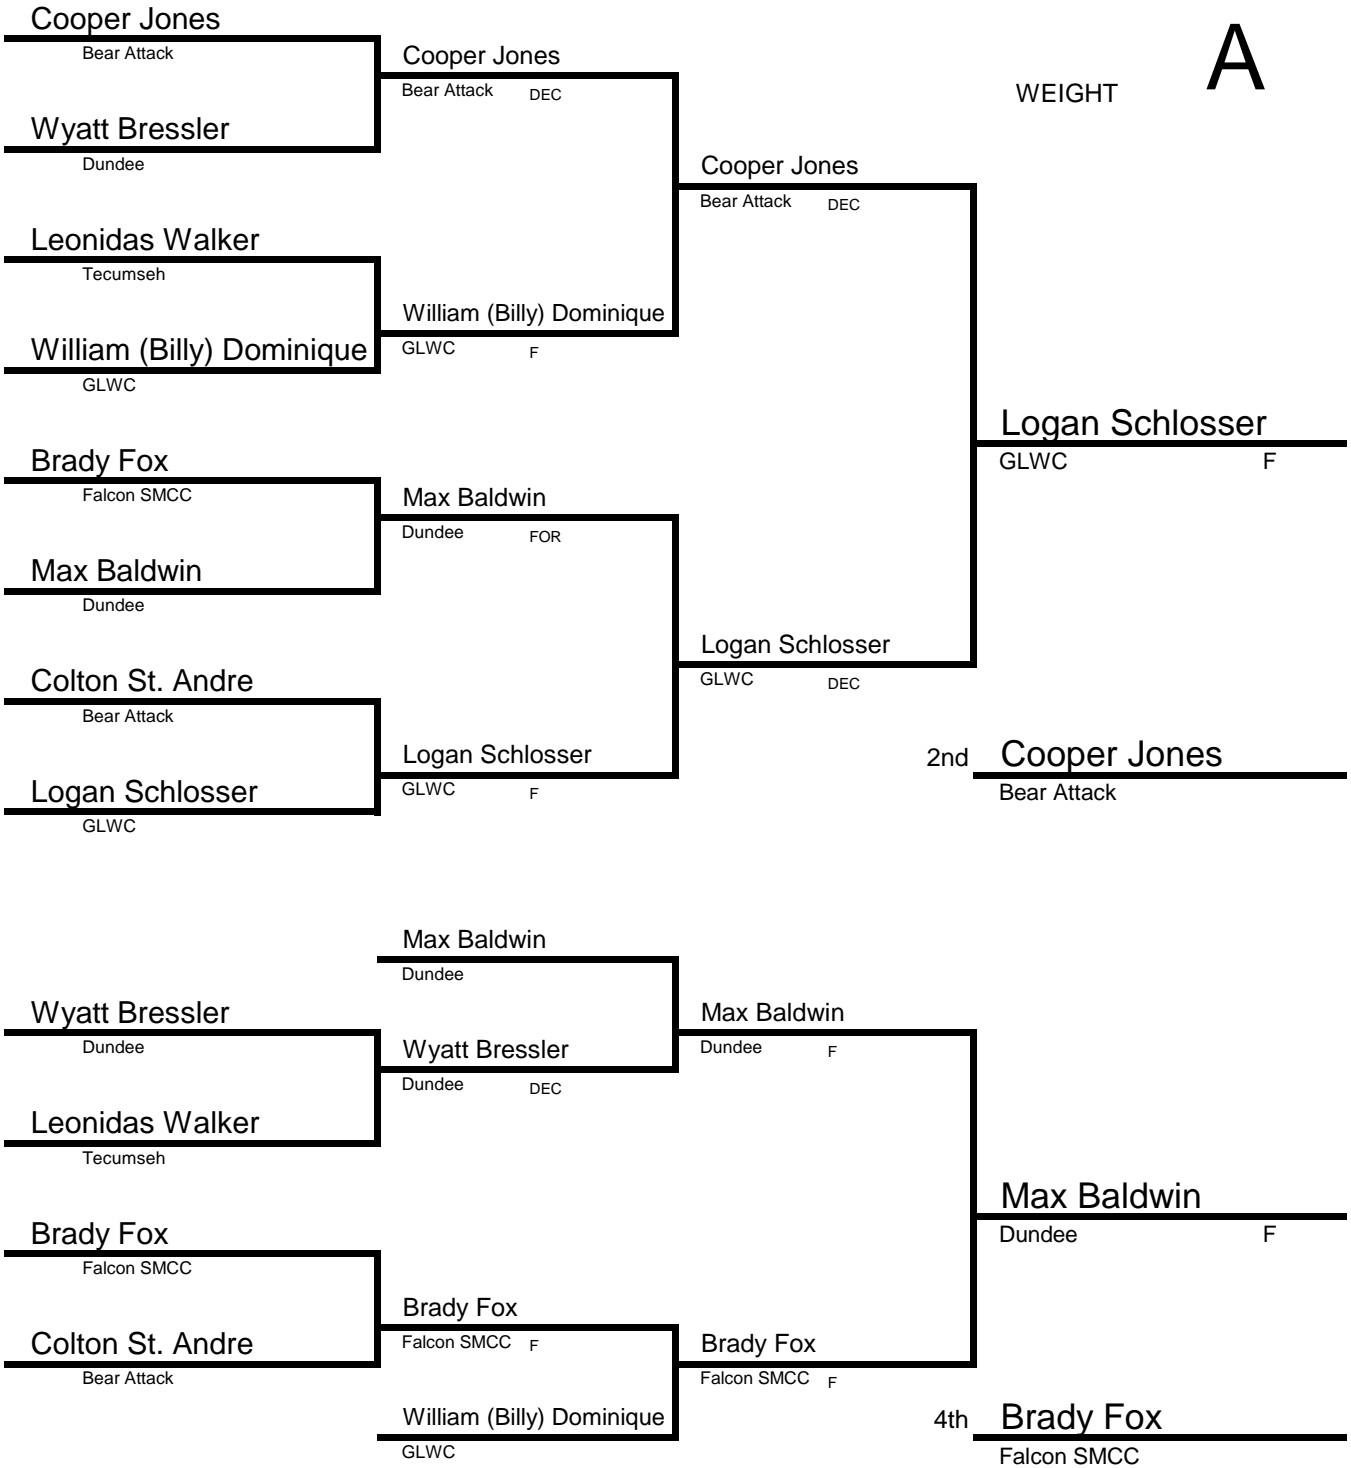 Cooper Jones
Bear Attack
Wyatt Bressler
Dundee
Leonidas Walker
Tecumseh
William (Billy) Dominique
GLWC
Brady Fox
Falcon SMCC
Max Baldwin
Dundee
Colton St. Andre
Bear Attack
Logan Schlosser
GLWC
Cooper Jones
Bear Attack DEC
William (Billy) Dominique
GLWC F
Max Baldwin
Dundee FOR
Logan Schlosser
GLWC F
Cooper Jones
Bear Attack DEC
Logan Schlosser
GLWC DEC
WEIGHT A
Logan Schlosser
GLWC F
2nd Cooper Jones
Bear Attack
Wyatt Bressler
Dundee
Leonidas Walker
Tecumseh
Brady Fox
Falcon SMCC
Colton St. Andre
Bear Attack
Max Baldwin
Dundee
Wyatt Bressler
Dundee DEC
Brady Fox
Falcon SMCC F
William (Billy) Dominique
GLWC
Max Baldwin
Dundee F
Brady Fox
Falcon SMCC F
Max Baldwin
Dundee F
4th Brady Fox
Falcon SMCC